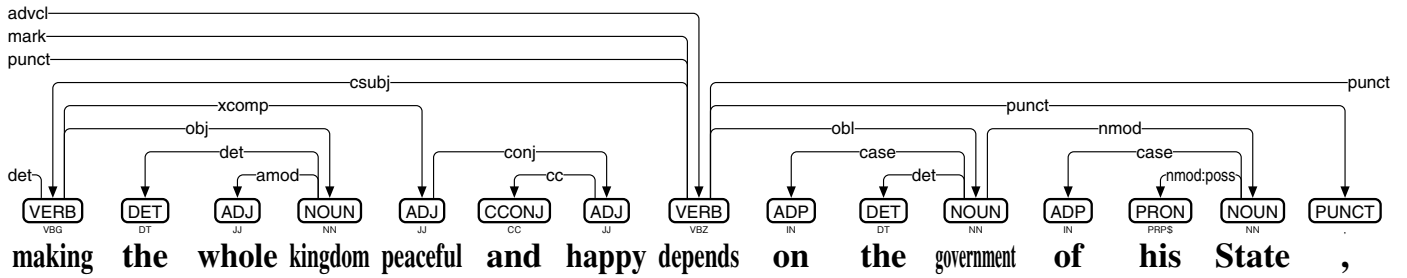 advcl
mark
punct
csubj punct
xcomp punct
obj obl nmod
det conj case case
det amod cc det nmod:poss
VERB DET ADJ NOUN ADJ CCONJ ADJ VERB ADP DET NOUN ADP PRON NOUN PUNCT
VBG DT JJ NN JJ CC JJ VBZ IN DT NN IN PRP$ NN ,
making the whole kingdom peaceful and happy depends on the government of his State ,